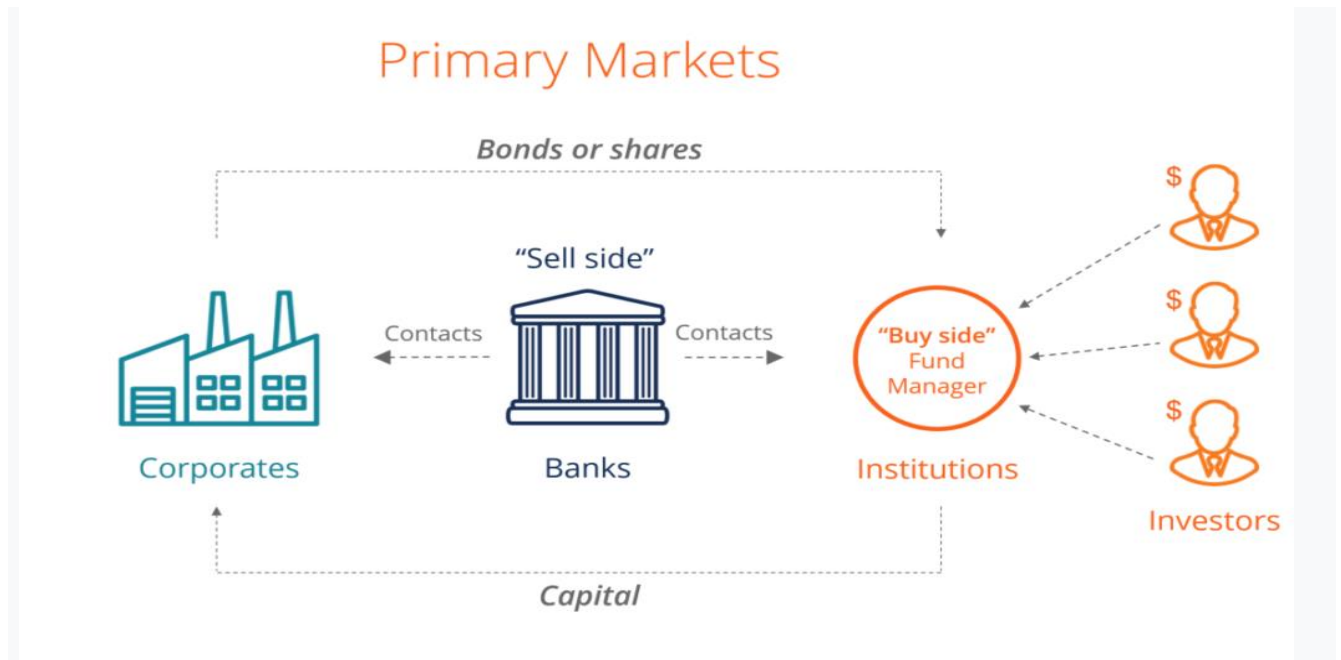 Primary Markets
Bonds or shares
“Sell side”
Contacts
Contacts
“Buy side”
Fund
Manager
$
$
$
Corporates
Banks
Institutions
Investors
Capital